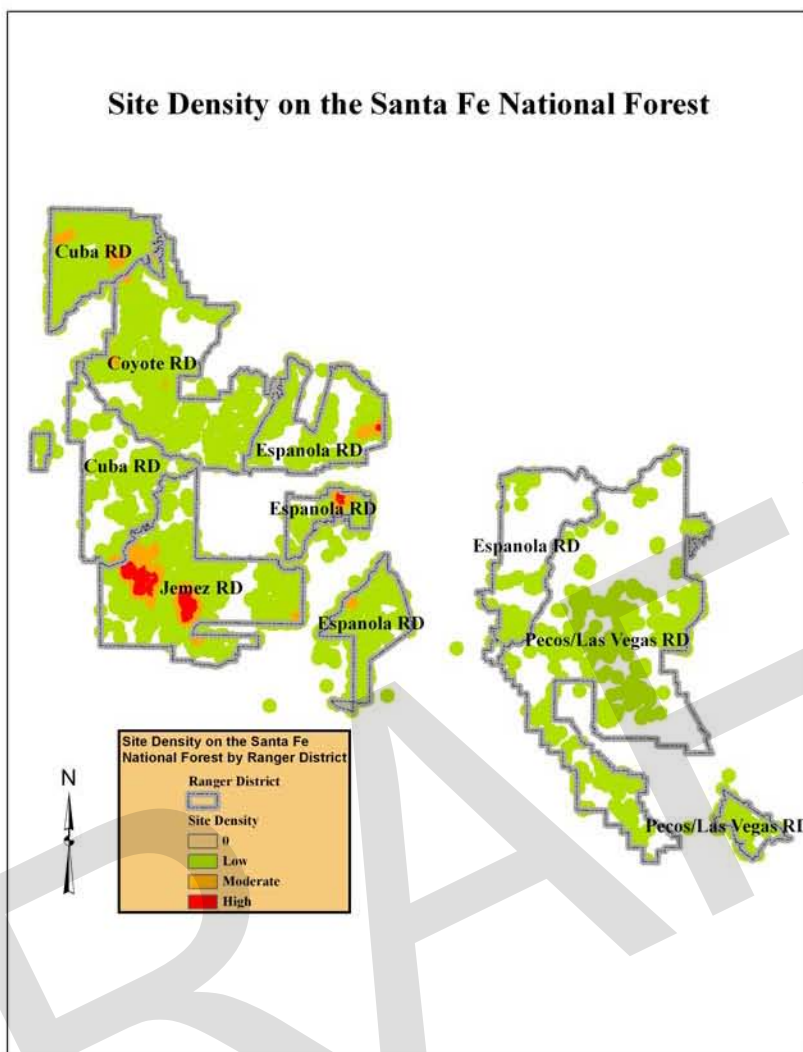 Site Density on the Santa Fe National Forest
Cuba RD
Coyote RD
Espanola RD
Cuba RD
Espanola RD
Espanola RD
Jemez RD
Espanola RD
Pecos/Las Vegas RD
Pecos/Las Vegas RD
Site Density on the Santa Fe
National Forest by Ranger District
Ranger District
Site Density
0
Low
Moderate
High
N
RAF